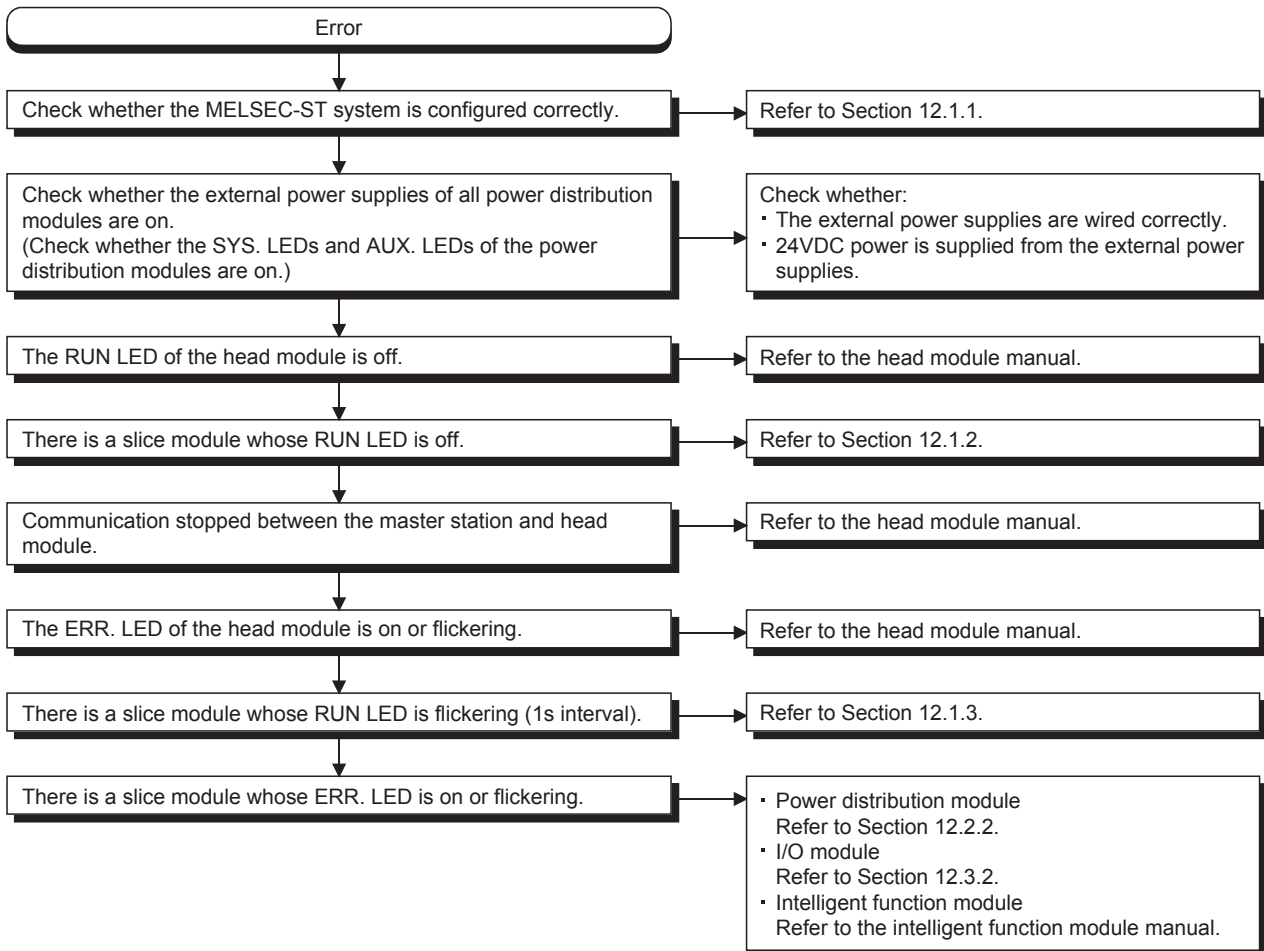 Error
Check whether the MELSEC-ST system is configured correctly.
Refer to Section 12.1.1.
Check whether the external power supplies of all power distribution
modules are on.
(Check whether the SYS. LEDs and AUX. LEDs of the power
distribution modules are on.)
Check whether:
· The external power supplies are wired correctly.
· 24VDC power is supplied from the external power
supplies.
The RUN LED of the head module is off.
Refer to the head module manual.
There is a slice module whose RUN LED is off.
Refer to Section 12.1.2.
Communication stopped between the master station and head
module.
Refer to the head module manual.
The ERR. LED of the head module is on or flickering.
Refer to the head module manual.
There is a slice module whose RUN LED is flickering (1s interval).
Refer to Section 12.1.3.
There is a slice module whose ERR. LED is on or flickering.
· Power distribution module
Refer to Section 12.2.2.
· I/O module
Refer to Section 12.3.2.
· Intelligent function module
Refer to the intelligent function module manual.